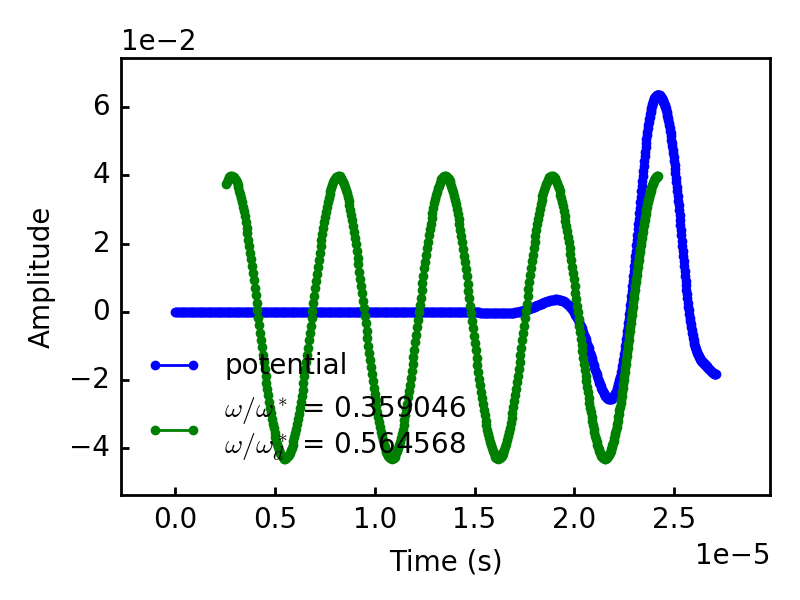 1e−2
6
4
2
0
−2
−4
Amplitude
potential
ω/ω* = 0.359046
ω/ω*_d = 0.564568
0.0 0.5 1.0 1.5 2.0 2.5
1e−5
Time (s)